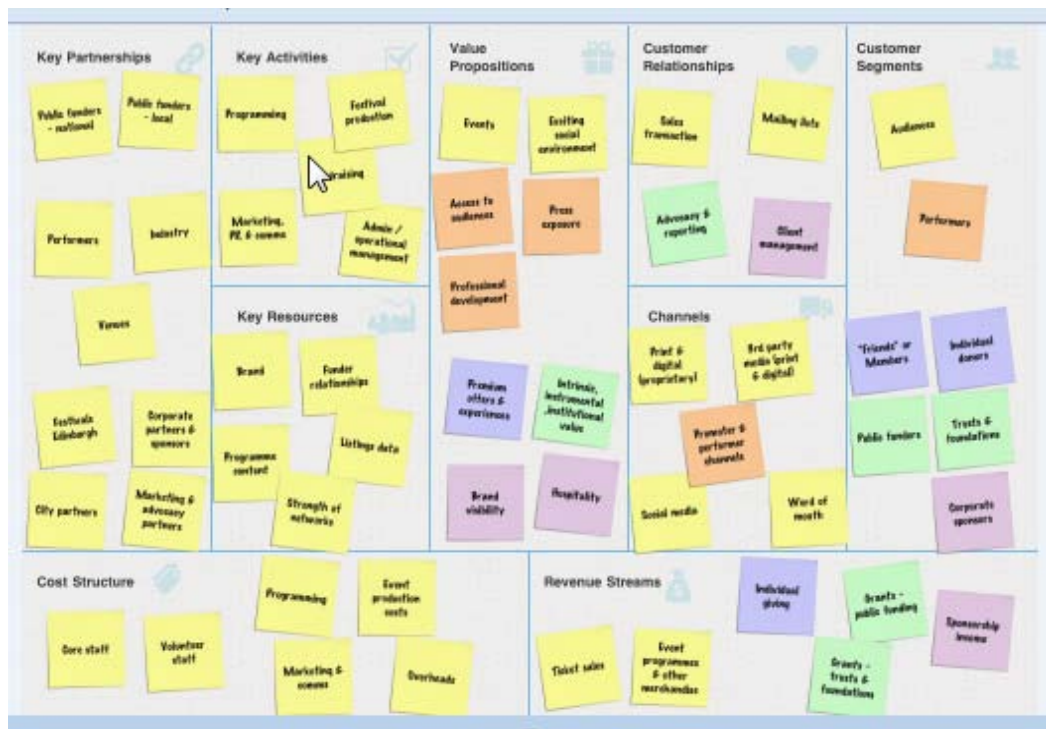 Key Partnerships
Public funders
- national
Public funders
- local
Performers
Industry
Venues
Festivals
Edinburgh
Corporate
partners &
sponsors
City partners
Marketing &
advocacy
partners
Key Activities
Programming
Festival
production
raising
Marketing,
PR & comms
Admin /
operational
management
Key Resources
Brand
Funder
relationships
Programme
content
Listings data
Strength of
networks
Value
Propositions
Events
Exciting
social
environment
Access to
audiences
Press
exposure
Professional
development
Premium
offers &
experiences
Intrinsic,
instrumental
,institutional
value
Brand
visibility
Hospitality
Customer
Relationships
Sales
transaction
Mailing lists
Advocacy &
reporting
Client
management
Channels
Print &
digital
(proprietary)
3rd party
media (print
& digital)
Promoter &
performer
channels
Social media
Word of
mouth
Customer
Segments
Audiences
Performers
"Friends" or
Members
Individual
donors
Public funders
Trusts &
foundations
Corporate
sponsors
Cost Structure
Core staff
Volunteer
staff
Programming
Event
production
costs
Marketing &
comms
Overheads
Revenue Streams
Ticket sales
Event
programmes
& other
merchandise
Individual
giving
Grants -
public funding
Grants -
trusts &
foundations
Sponsorship
income